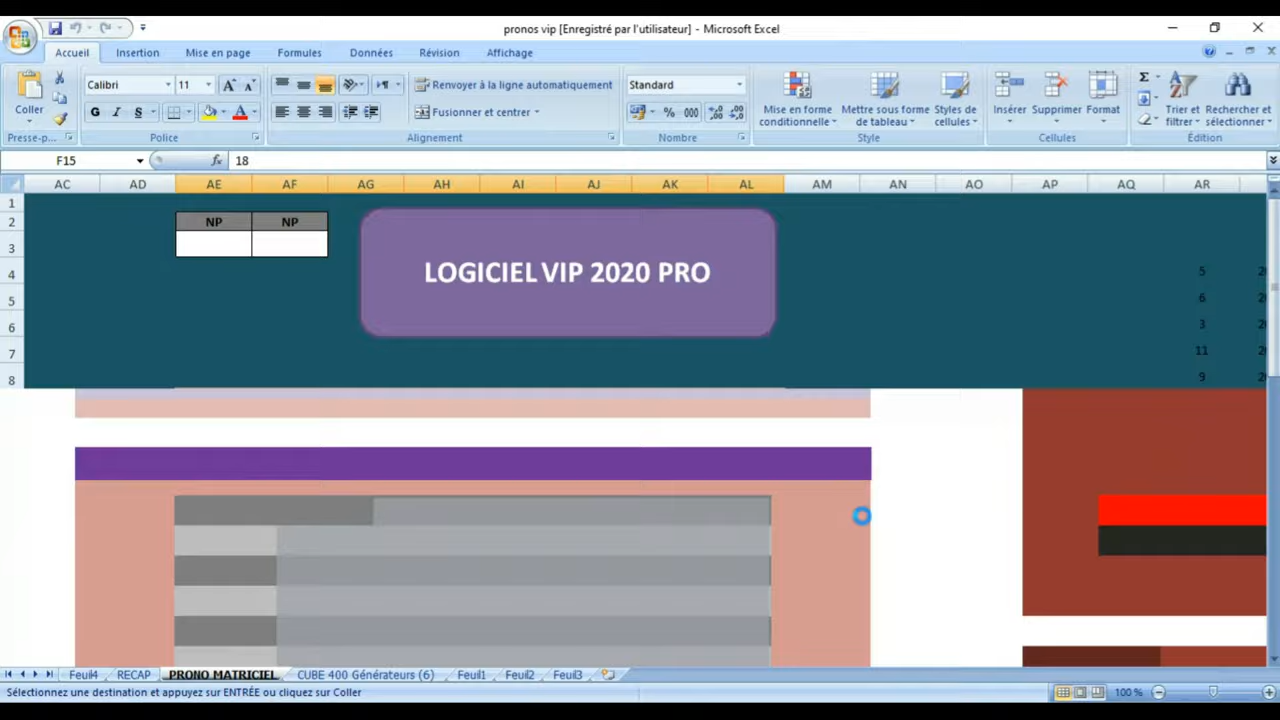 pronos vip [Enregistré par l'utilisateur] - Microsoft Excel
Accueil Insertion Mise en page Formules Données Révision Affichage
Coller Calibri 11 Renvoyer à la ligne automatiquement Standard
G I S Fusionner et centrer % 000
Mise en forme conditionnelle Mettre sous forme de tableau Styles de cellules Insérer Supprimer Format Trier et filtrer Rechercher et sélectionner
Presse-p... Police Alignement Nombre Style Cellules Édition
F15 fx 18
AC AD AE AF AG AH AI AJ AK AL AM AN AO AP AQ AR
1
2 NP NP
3
LOGICIEL VIP 2020 PRO
4 5
5 6
6 3
7 11
8 9
Feuil4 RECAP PRONO MATRICIEL CUBE 400 Générateurs (6) Feuil1 Feuil2 Feuil3
Sélectionnez une destination et appuyez sur ENTRÉE ou cliquez sur Coller 100 %